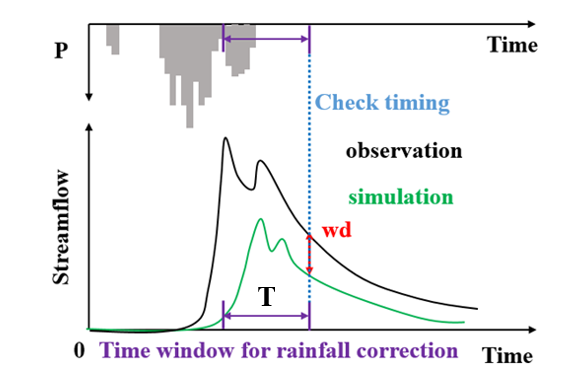 P
Time
Check timing
observation
simulation
Streamflow
wd
T
0
Time window for rainfall correction
Time